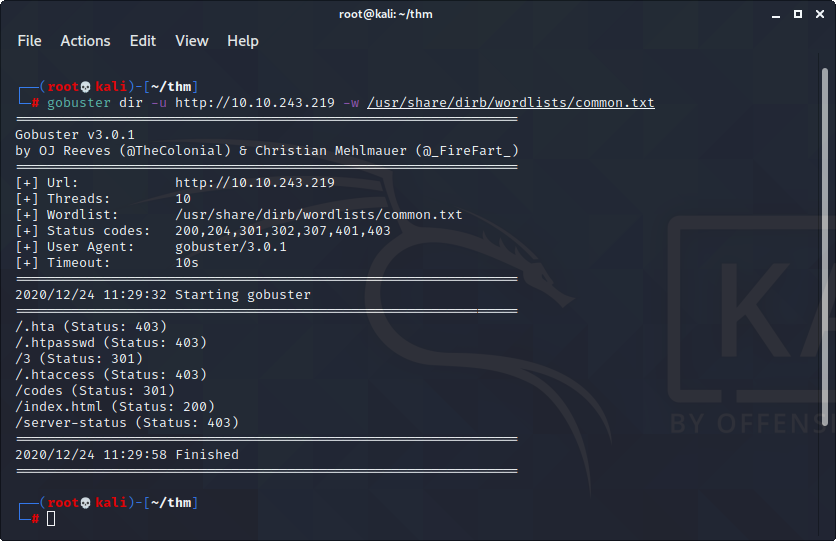 root@kali: ~/thm
File Actions Edit View Help
┌──(root💀kali)-[~/thm]
└─# gobuster dir -u http://10.10.243.219 -w /usr/share/dirb/wordlists/common.txt
===============================================================
Gobuster v3.0.1
by OJ Reeves (@TheColonial) & Christian Mehlmauer (@_FireFart_)
===============================================================
[+] Url:            http://10.10.243.219
[+] Threads:        10
[+] Wordlist:       /usr/share/dirb/wordlists/common.txt
[+] Status codes:   200,204,301,302,307,401,403
[+] User Agent:     gobuster/3.0.1
[+] Timeout:        10s
===============================================================
2020/12/24 11:29:32 Starting gobuster
===============================================================
/.hta (Status: 403)
/.htpasswd (Status: 403)
/3 (Status: 301)
/.htaccess (Status: 403)
/codes (Status: 301)
/index.html (Status: 200)
/server-status (Status: 403)
===============================================================
2020/12/24 11:29:58 Finished
===============================================================
┌──(root💀kali)-[~/thm]
└─#
KA
BY OFFENSI